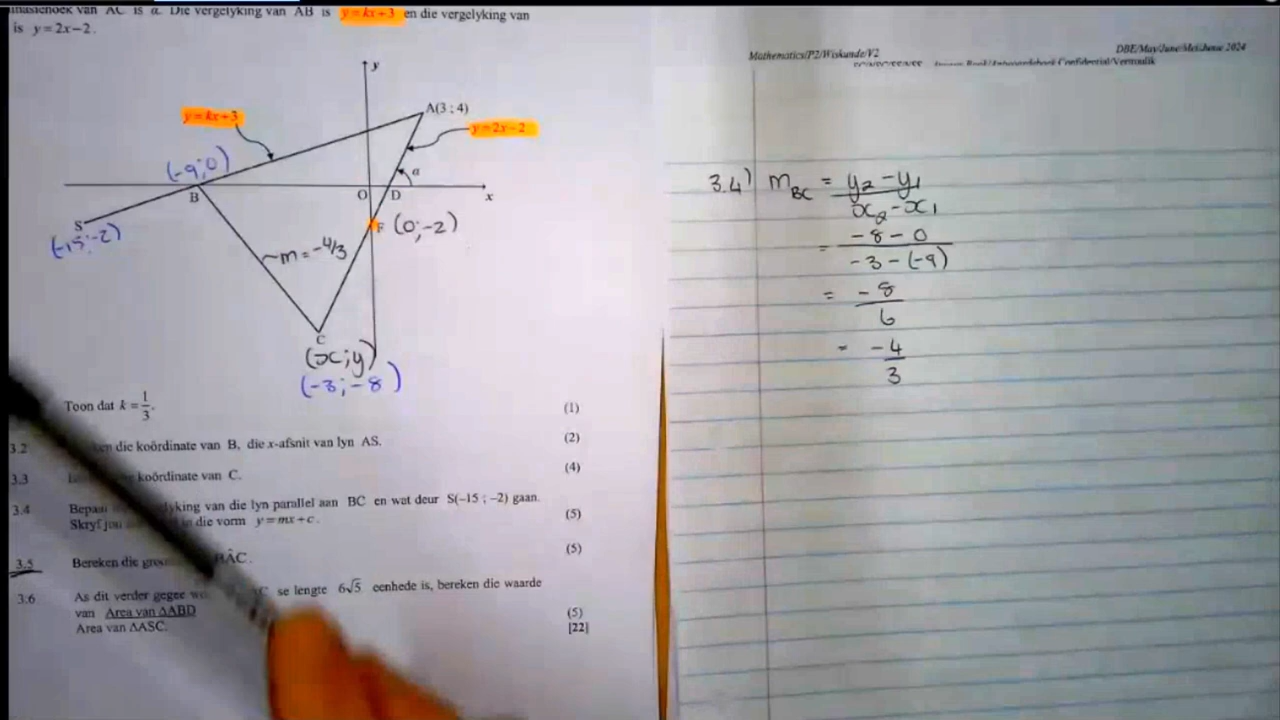 van AC is α. Die vergelyking van AB is y=kx+3 en die vergelyking van
is y=2x−2.
y
A(3 ; 4)
y=kx+3
y=2x−2
(-9;0)
α
B
O
D
x
S
(-15;-2)
F (0;-2)
m = -4/3
C
(x;y)
(-3;-8)
Toon dat k = 1/3. (1)
3.2 die koördinate van B, die x-afsnit van lyn AS. (2)
3.3 koördinate van C. (4)
3.4 van die lyn parallel aan BC en wat deur S(−15 ; −2) gaan.
Skryf jou in die vorm y=mx+c. (5)
3.5 Bereken die BÂC. (5)
3.6 As dit verder gegee se lengte 6√5 eenhede is, bereken die waarde
van Area van ΔABD (5)
Area van ΔASC. [22]
Mathematics/P2/Wiskunde/V2 DBE/May/June/Mei/Junie 2024
Confidential/Vertroulik
3.4) mBC = y2 - y1
x2 - x1
= -8 - 0
-3 - (-9)
= -8
6
= -4
3